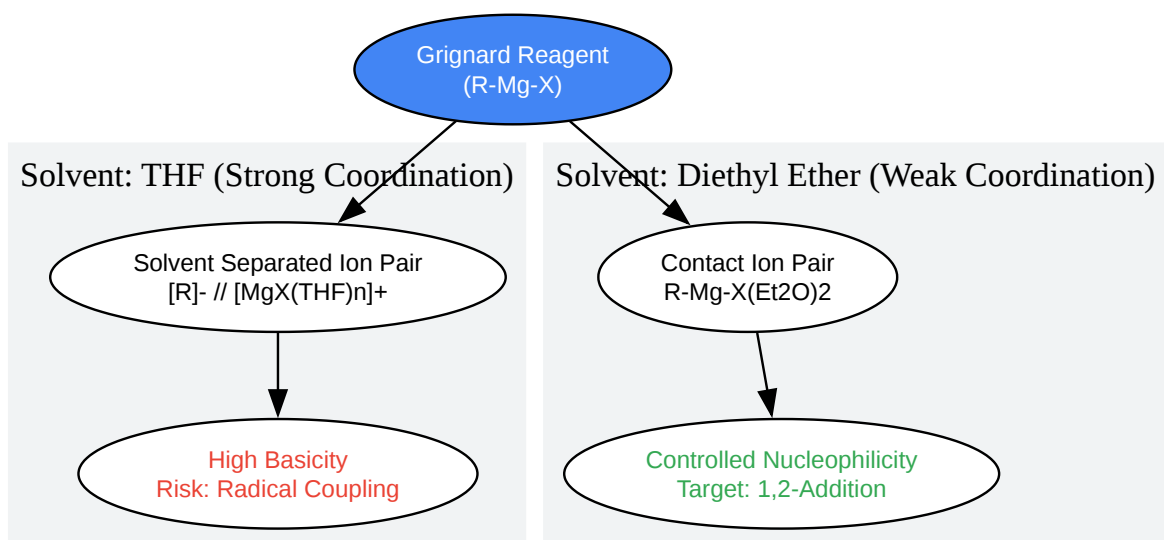 Grignard Reagent
(R-Mg-X)
Solvent: THF (Strong Coordination)
Solvent Separated Ion Pair
[R]- // [MgX(THF)n]+
High Basicity
Risk: Radical Coupling
Solvent: Diethyl Ether (Weak Coordination)
Contact Ion Pair
R-Mg-X(Et2O)2
Controlled Nucleophilicity
Target: 1,2-Addition